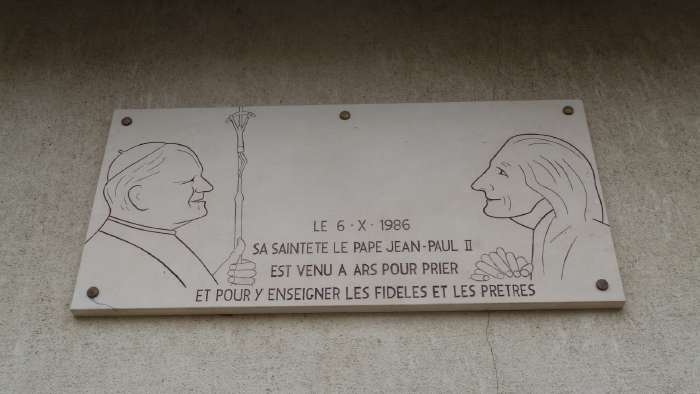 LE 6·X·1986
SA SAINTETE LE PAPE JEAN-PAUL II
EST VENU A ARS POUR PRIER
ET POUR Y ENSEIGNER LES FIDELES ET LES PRETRES